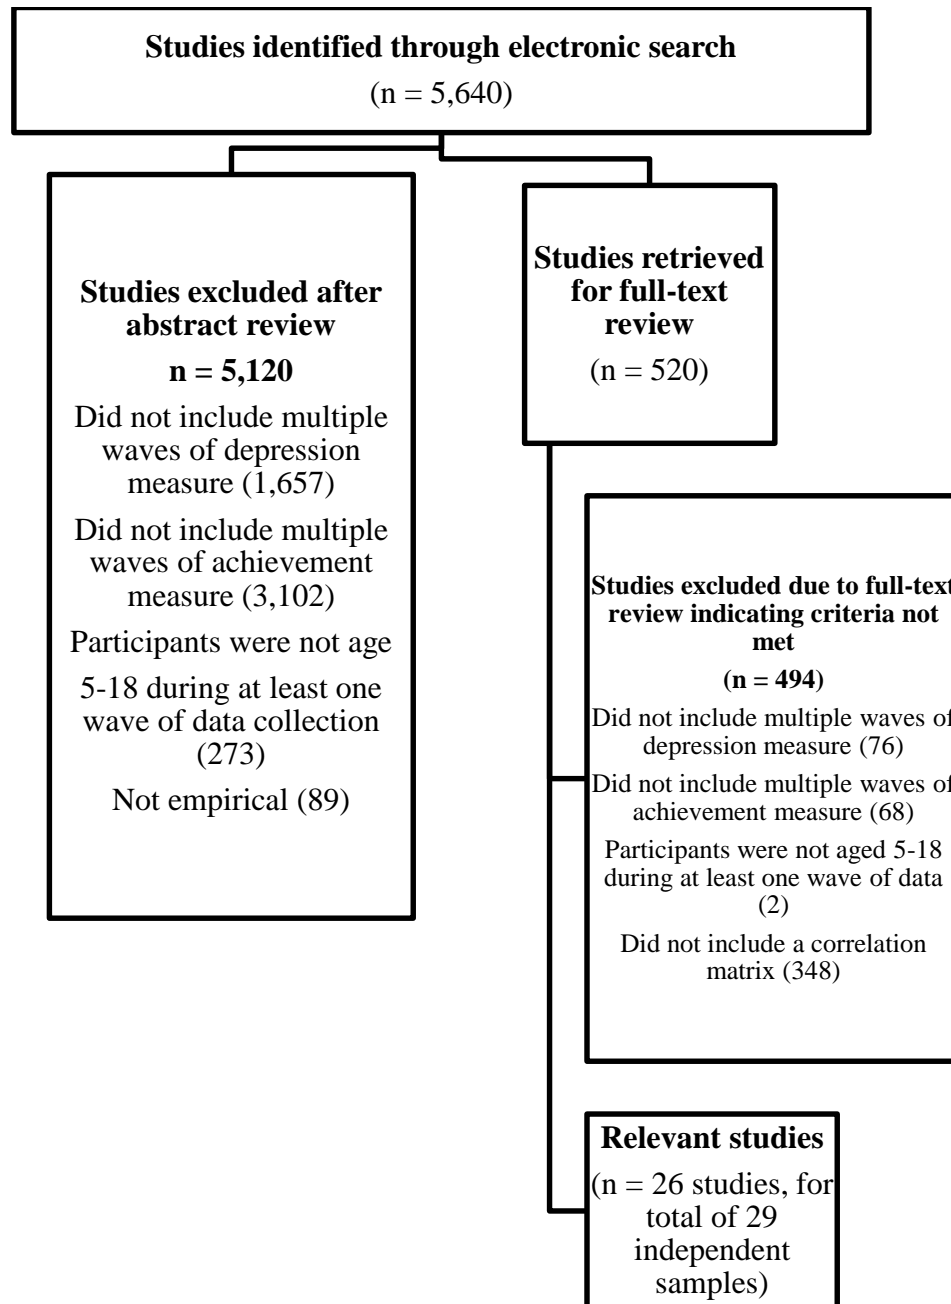 Studies identified through electronic search
(n = 5,640)
Studies excluded after
abstract review
n = 5,120
Did not include multiple
waves of depression
measure (1,657)
Did not include multiple
waves of achievement
measure (3,102)
Participants were not age
5-18 during at least one
wave of data collection
(273)
Not empirical (89)
Studies retrieved
for full-text
review
(n = 520)
Studies excluded due to full-text
review indicating criteria not
met
(n = 494)
Did not include multiple waves of
depression measure (76)
Did not include multiple waves of
achievement measure (68)
Participants were not aged 5-18
during at least one wave of data
(2)
Did not include a correlation
matrix (348)
Relevant studies
(n = 26 studies, for
total of 29
independent
samples)